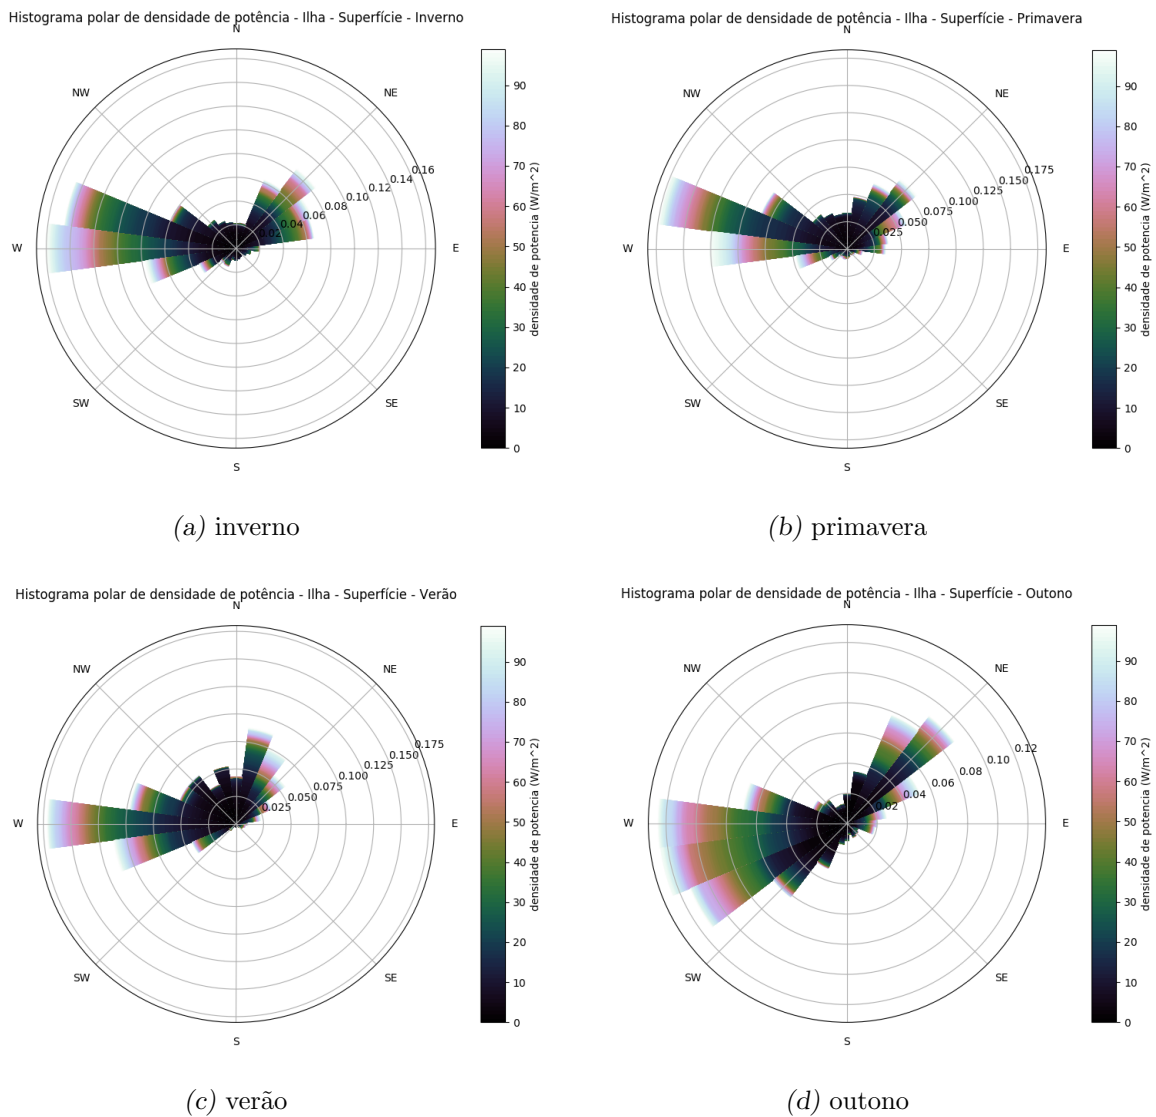 Histograma polar de densidade de potência - Ilha - Superfície - Inverno
N
NW
NE
W
E
SW
SE
S
0.02
0.04
0.06
0.08
0.10
0.12
0.14
0.16
90
80
70
60
50
40
30
20
10
0
densidade de potencia (W/m^2)
(a) inverno
Histograma polar de densidade de potência - Ilha - Superfície - Primavera
N
NW
NE
W
E
SW
SE
S
0.025
0.050
0.075
0.100
0.125
0.150
0.175
90
80
70
60
50
40
30
20
10
0
densidade de potencia (W/m^2)
(b) primavera
Histograma polar de densidade de potência - Ilha - Superfície - Verão
N
NW
NE
W
E
SW
SE
S
0.025
0.050
0.075
0.100
0.125
0.150
0.175
90
80
70
60
50
40
30
20
10
0
densidade de potencia (W/m^2)
(c) verão
Histograma polar de densidade de potência - Ilha - Superfície - Outono
N
NW
NE
W
E
SW
SE
S
0.02
0.04
0.06
0.08
0.10
0.12
90
80
70
60
50
40
30
20
10
0
densidade de potencia (W/m^2)
(d) outono